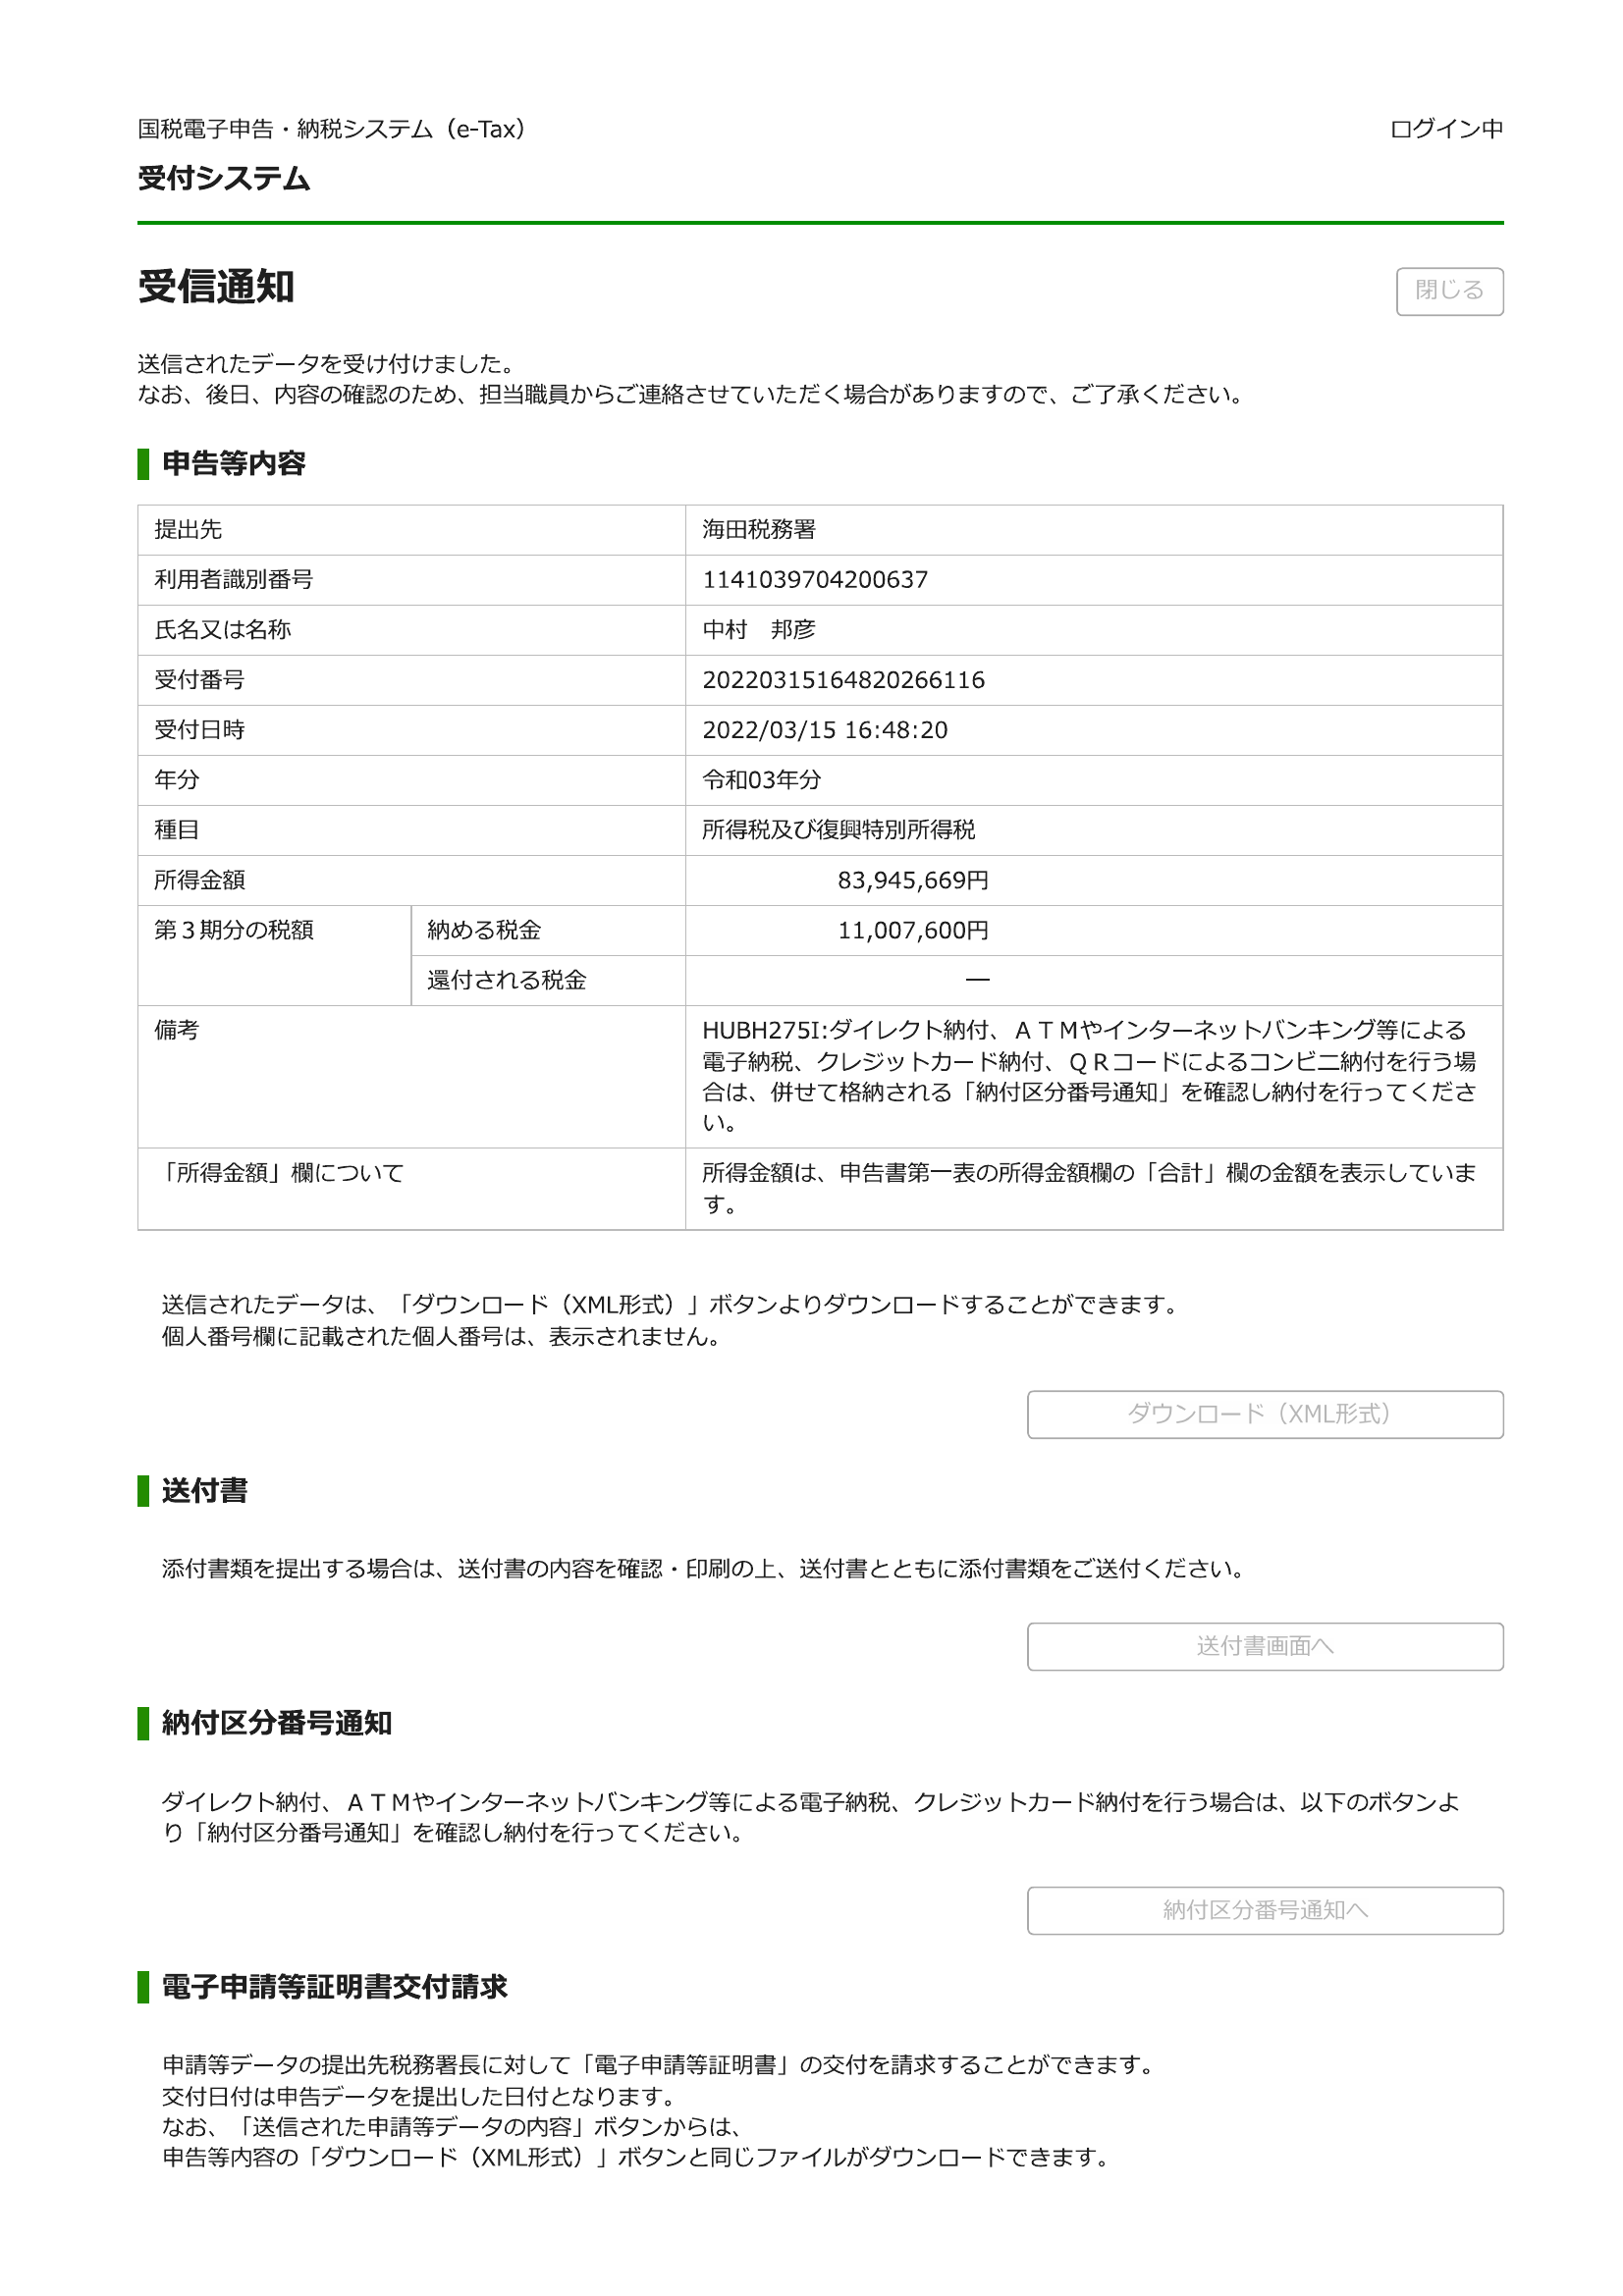 国税電子申告・納税システム（e-Tax）
ログイン中
受付システム
受信通知
閉じる
送信されたデータを受け付けました。
なお、後日、内容の確認のため、担当職員からご連絡させていただく場合がありますので、ご了承ください。
申告等内容
提出先 海田税務署
利用者識別番号 1141039704200637
氏名又は名称 中村　邦彦
受付番号 20220315164820266116
受付日時 2022/03/15 16:48:20
年分 令和03年分
種目 所得税及び復興特別所得税
所得金額 83,945,669円
第３期分の税額 納める税金 11,007,600円
還付される税金 ―
備考 HUBH275I:ダイレクト納付、ＡＴＭやインターネットバンキング等による
電子納税、クレジットカード納付、ＱＲコードによるコンビニ納付を行う場
合は、併せて格納される「納付区分番号通知」を確認し納付を行ってくださ
い。
「所得金額」欄について 所得金額は、申告書第一表の所得金額欄の「合計」欄の金額を表示していま
す。
送信されたデータは、「ダウンロード（XML形式）」ボタンよりダウンロードすることができます。
個人番号欄に記載された個人番号は、表示されません。
ダウンロード（XML形式）
送付書
添付書類を提出する場合は、送付書の内容を確認・印刷の上、送付書とともに添付書類をご送付ください。
送付書画面へ
納付区分番号通知
ダイレクト納付、ＡＴＭやインターネットバンキング等による電子納税、クレジットカード納付を行う場合は、以下のボタンよ
り「納付区分番号通知」を確認し納付を行ってください。
納付区分番号通知へ
電子申請等証明書交付請求
申請等データの提出先税務署長に対して「電子申請等証明書」の交付を請求することができます。
交付日付は申告データを提出した日付となります。
なお、「送信された申請等データの内容」ボタンからは、
申告等内容の「ダウンロード（XML形式）」ボタンと同じファイルがダウンロードできます。